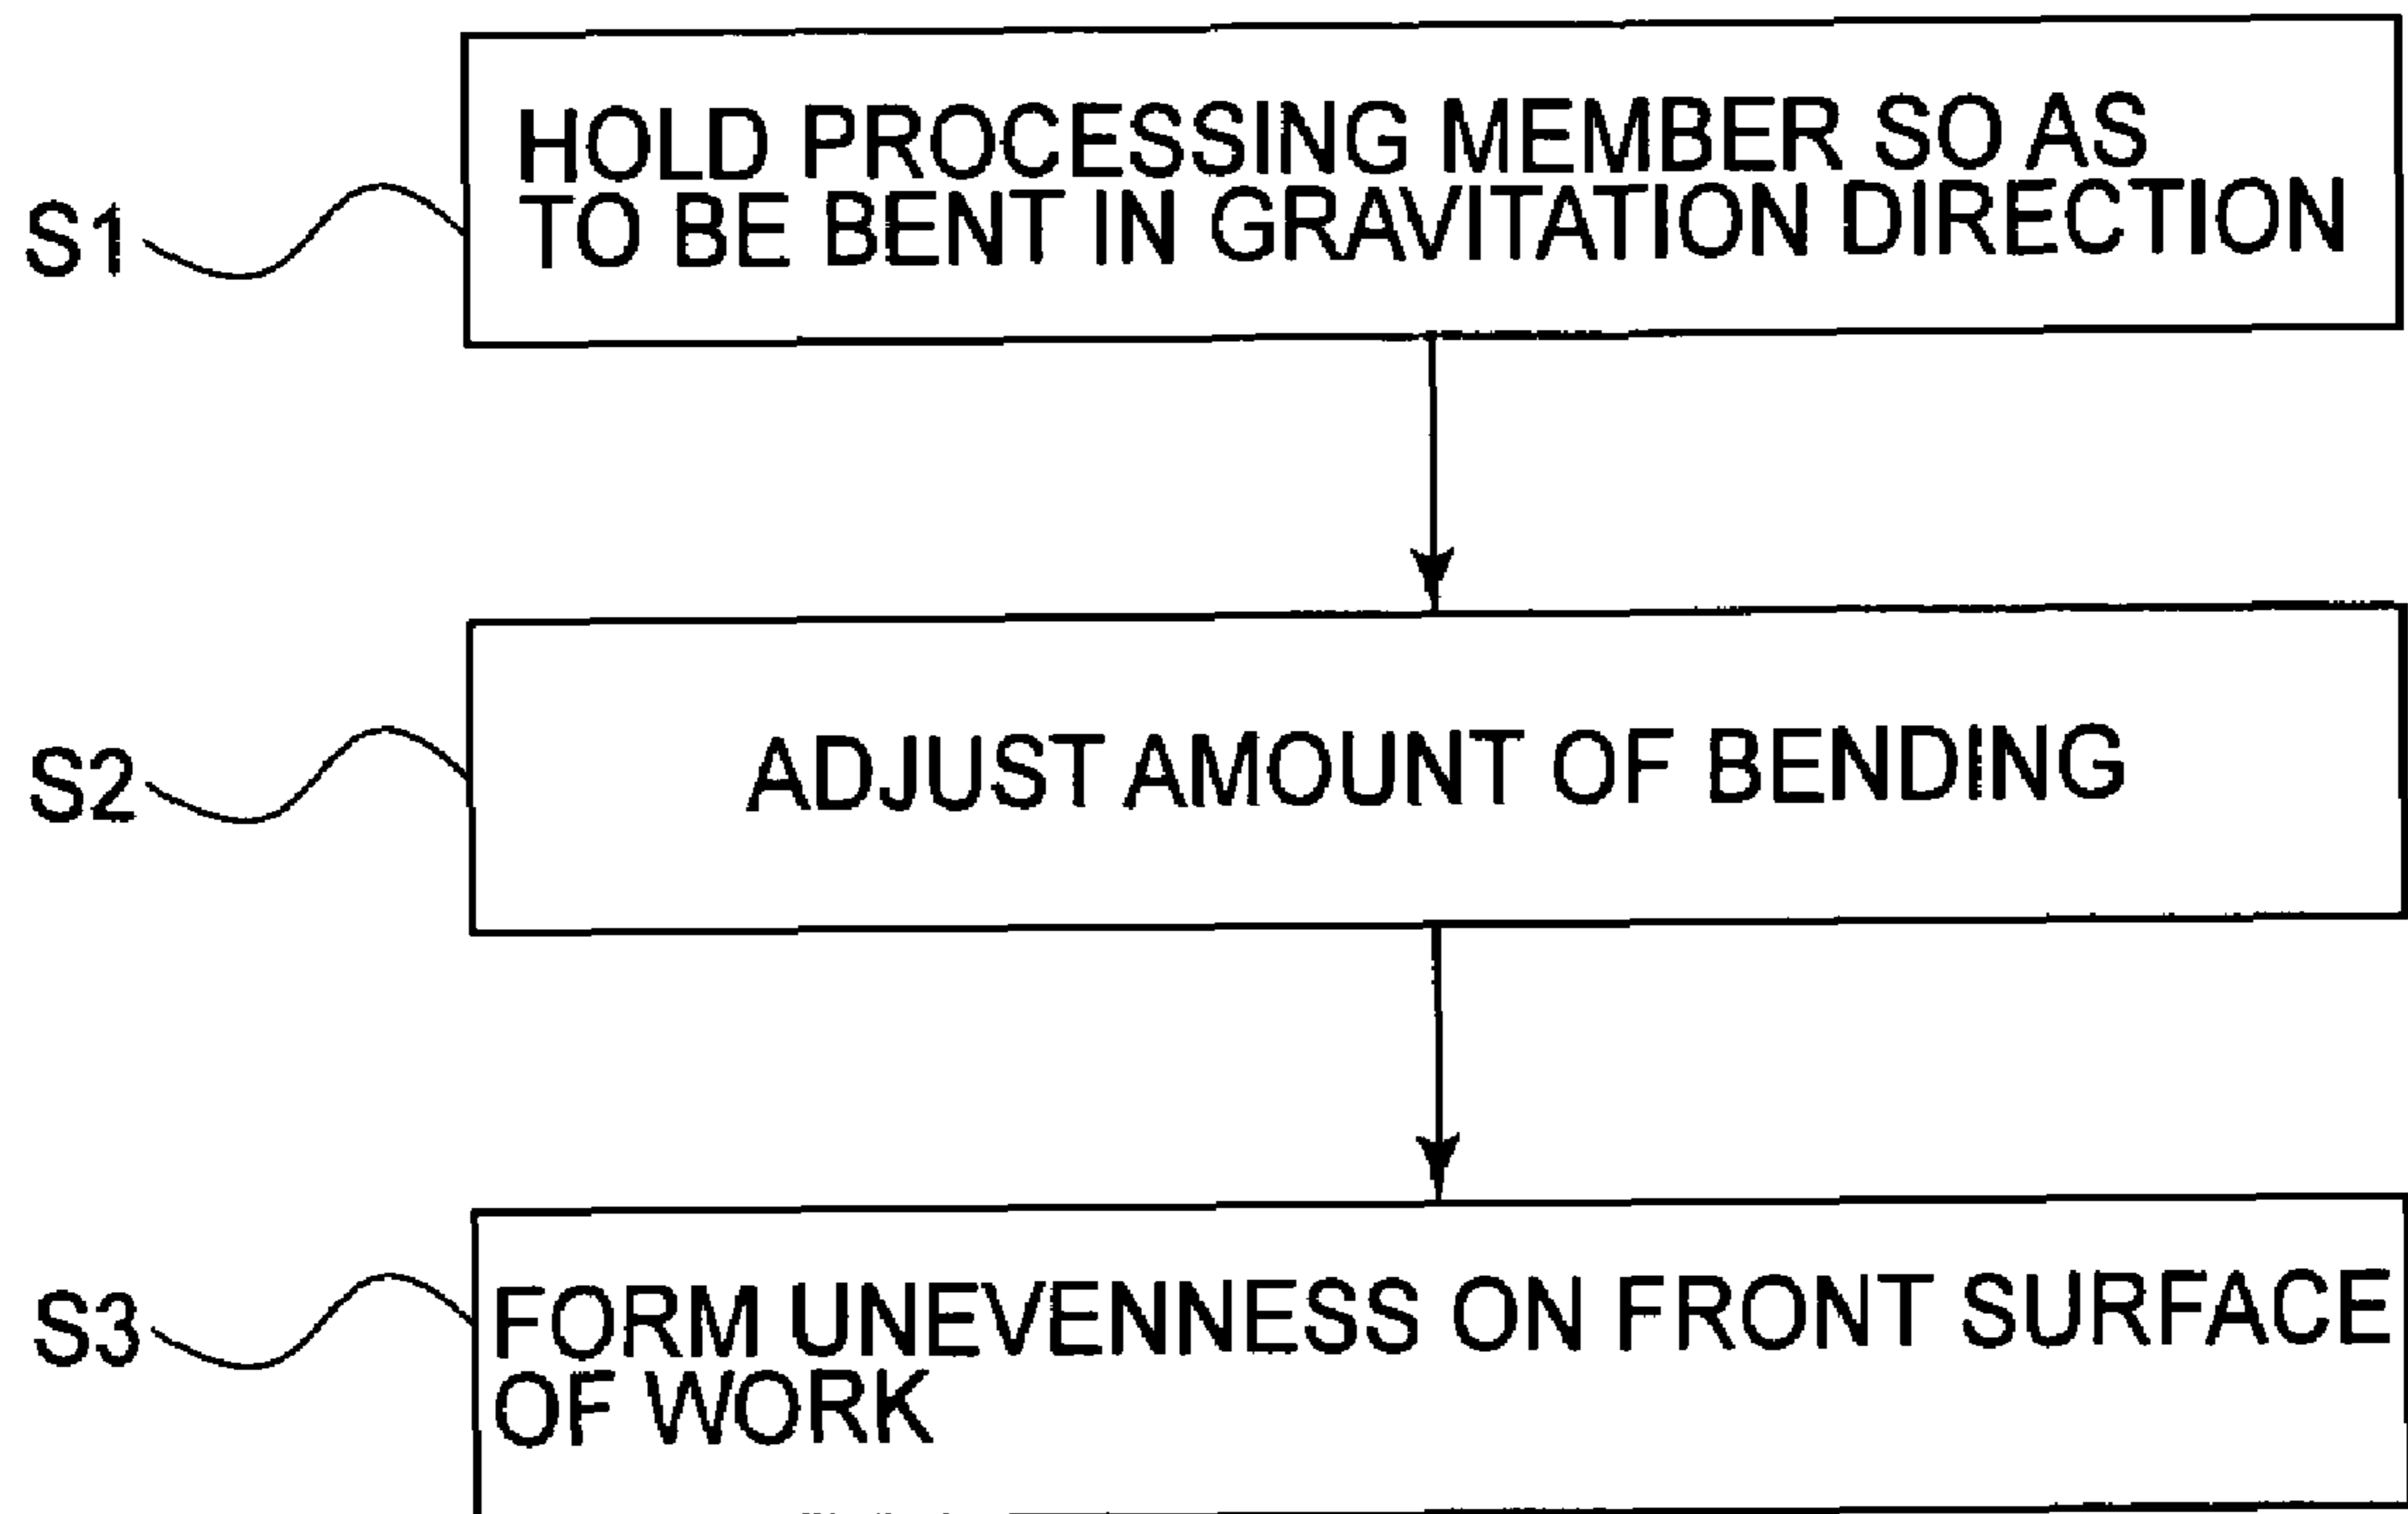 S1
HOLD PROCESSING MEMBER SO AS
TO BE BENT IN GRAVITATION DIRECTION
S2
ADJUST AMOUNT OF BENDING
S3
FORM UNEVENNESS ON FRONT SURFACE
OF WORK